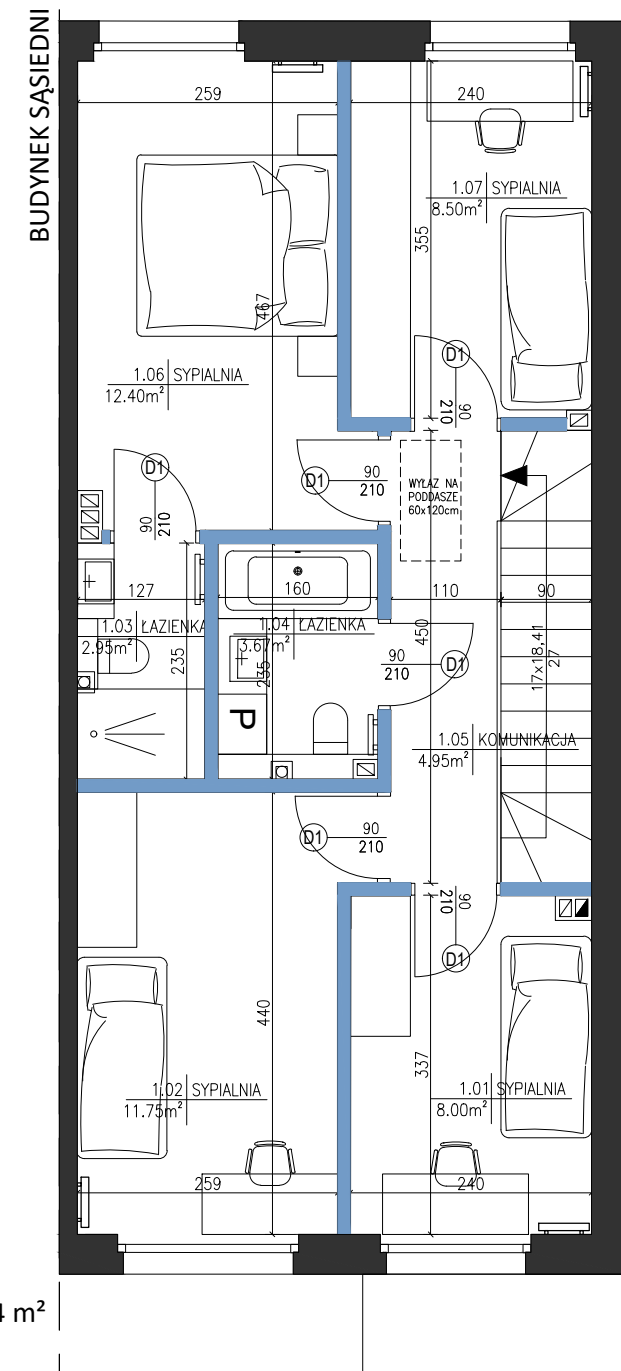 BUDYNEK SĄSIEDNI
259
240
1.07 SYPIALNIA
8.50m²
355
467
1.06 SYPIALNIA
12.40m²
D1
90
210
D1
90
210
D1
90
210
WYŁAZ NA
PODDASZE
60x120cm
127
160
110
90
1.03 ŁAZIENKA
2.95m²
235
1.04 ŁAZIENKA
3.67m²
235
450
D1
90
210
17x18,41
27
P
1.05 KOMUNIKACJA
4.95m²
D1
90
210
D1
90
210
440
337
1.02 SYPIALNIA
11.75m²
1.01 SYPIALNIA
8.00m²
259
240
4 m²